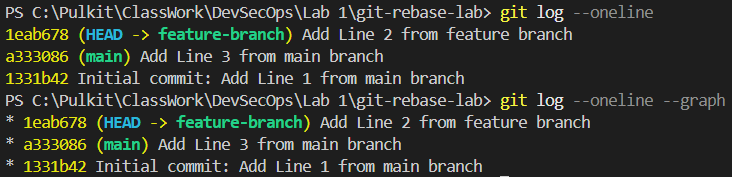 PS C:\Pulkit\ClassWork\DevSecOps\Lab 1\git-rebase-lab> git log --oneline
1eab678 (HEAD -> feature-branch) Add Line 2 from feature branch
a333086 (main) Add Line 3 from main branch
1331b42 Initial commit: Add Line 1 from main branch
PS C:\Pulkit\ClassWork\DevSecOps\Lab 1\git-rebase-lab> git log --oneline --graph
* 1eab678 (HEAD -> feature-branch) Add Line 2 from feature branch
* a333086 (main) Add Line 3 from main branch
* 1331b42 Initial commit: Add Line 1 from main branch